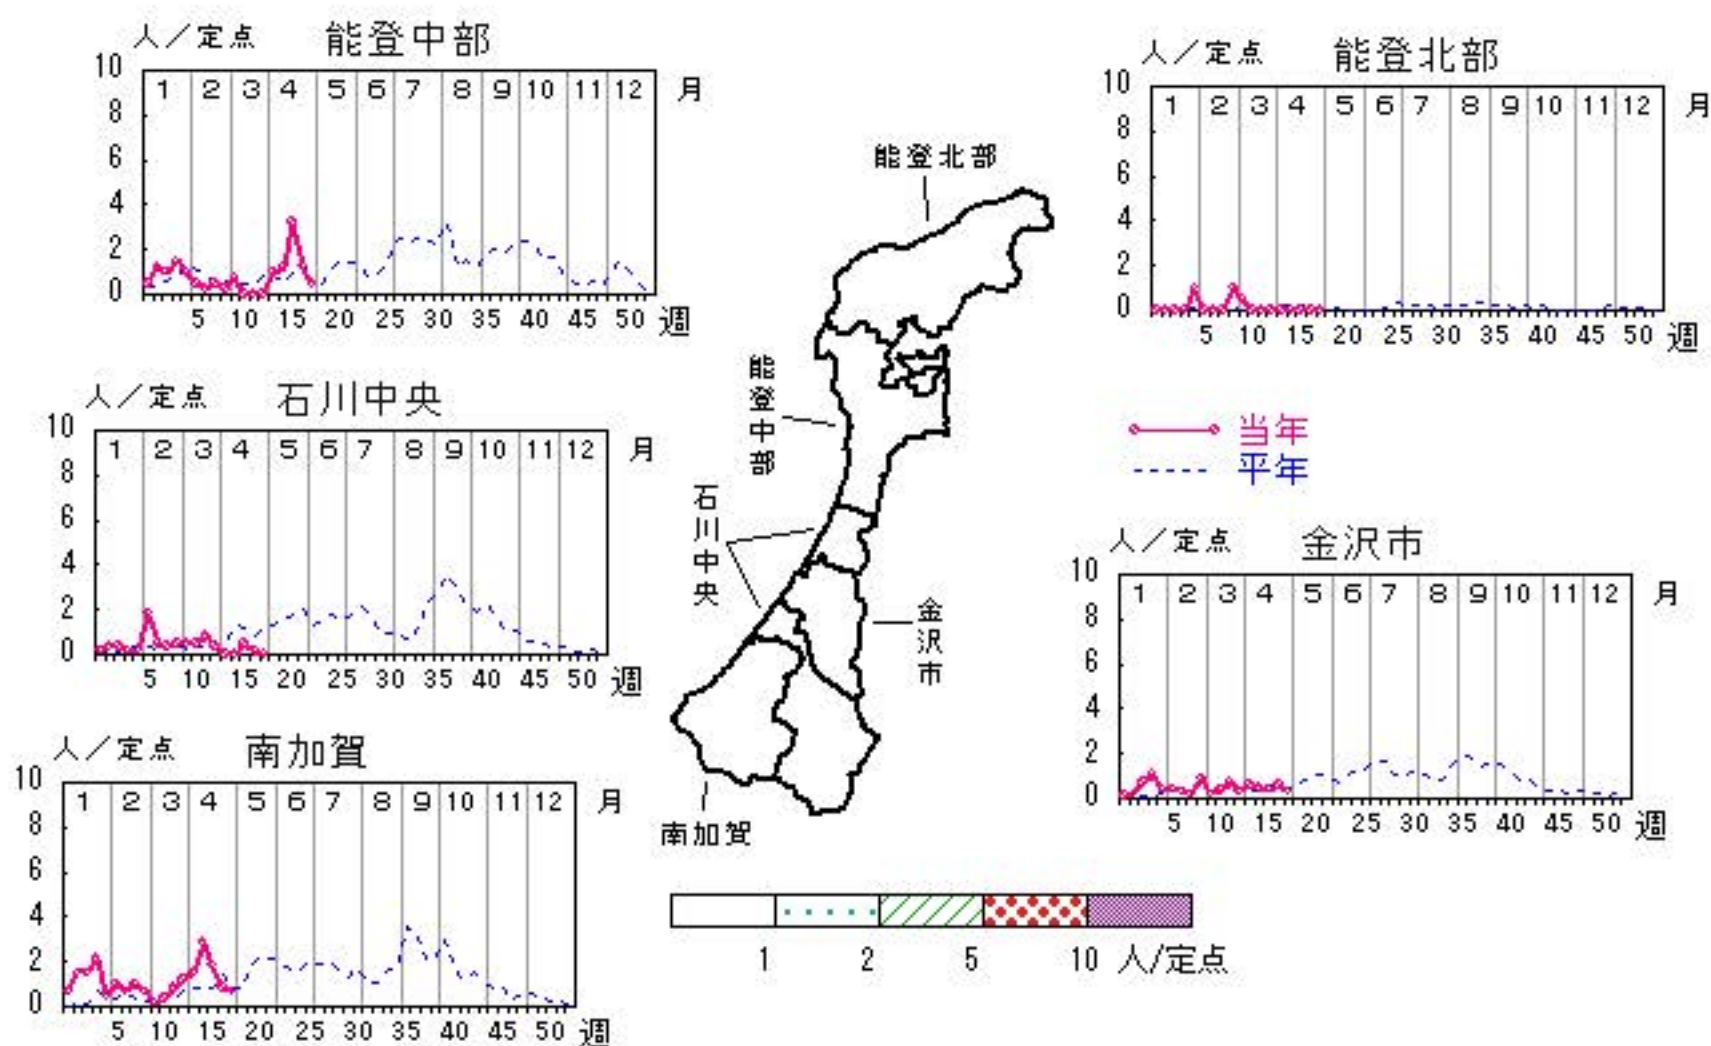 人／定点 能登中部
10 8 6 4 2 0
1 2 3 4 5 6 7 8 9 10 11 12 月
5 10 15 20 25 30 35 40 45 50 週
人／定点 能登北部
10 8 6 4 2 0
1 2 3 4 5 6 7 8 9 10 11 12 月
5 10 15 20 25 30 35 40 45 50 週
人／定点 石川中央
10 8 6 4 2 0
1 2 3 4 5 6 7 8 9 10 11 12 月
5 10 15 20 25 30 35 40 45 50 週
当年
平年
人／定点 金沢市
10 8 6 4 2 0
1 2 3 4 5 6 7 8 9 10 11 12 月
5 10 15 20 25 30 35 40 45 50 週
人／定点 南加賀
10 8 6 4 2 0
1 2 3 4 5 6 7 8 9 10 11 12 月
5 10 15 20 25 30 35 40 45 50 週
能登北部
能登中部
石川中央
金沢市
南加賀
1 2 5 10 人/定点